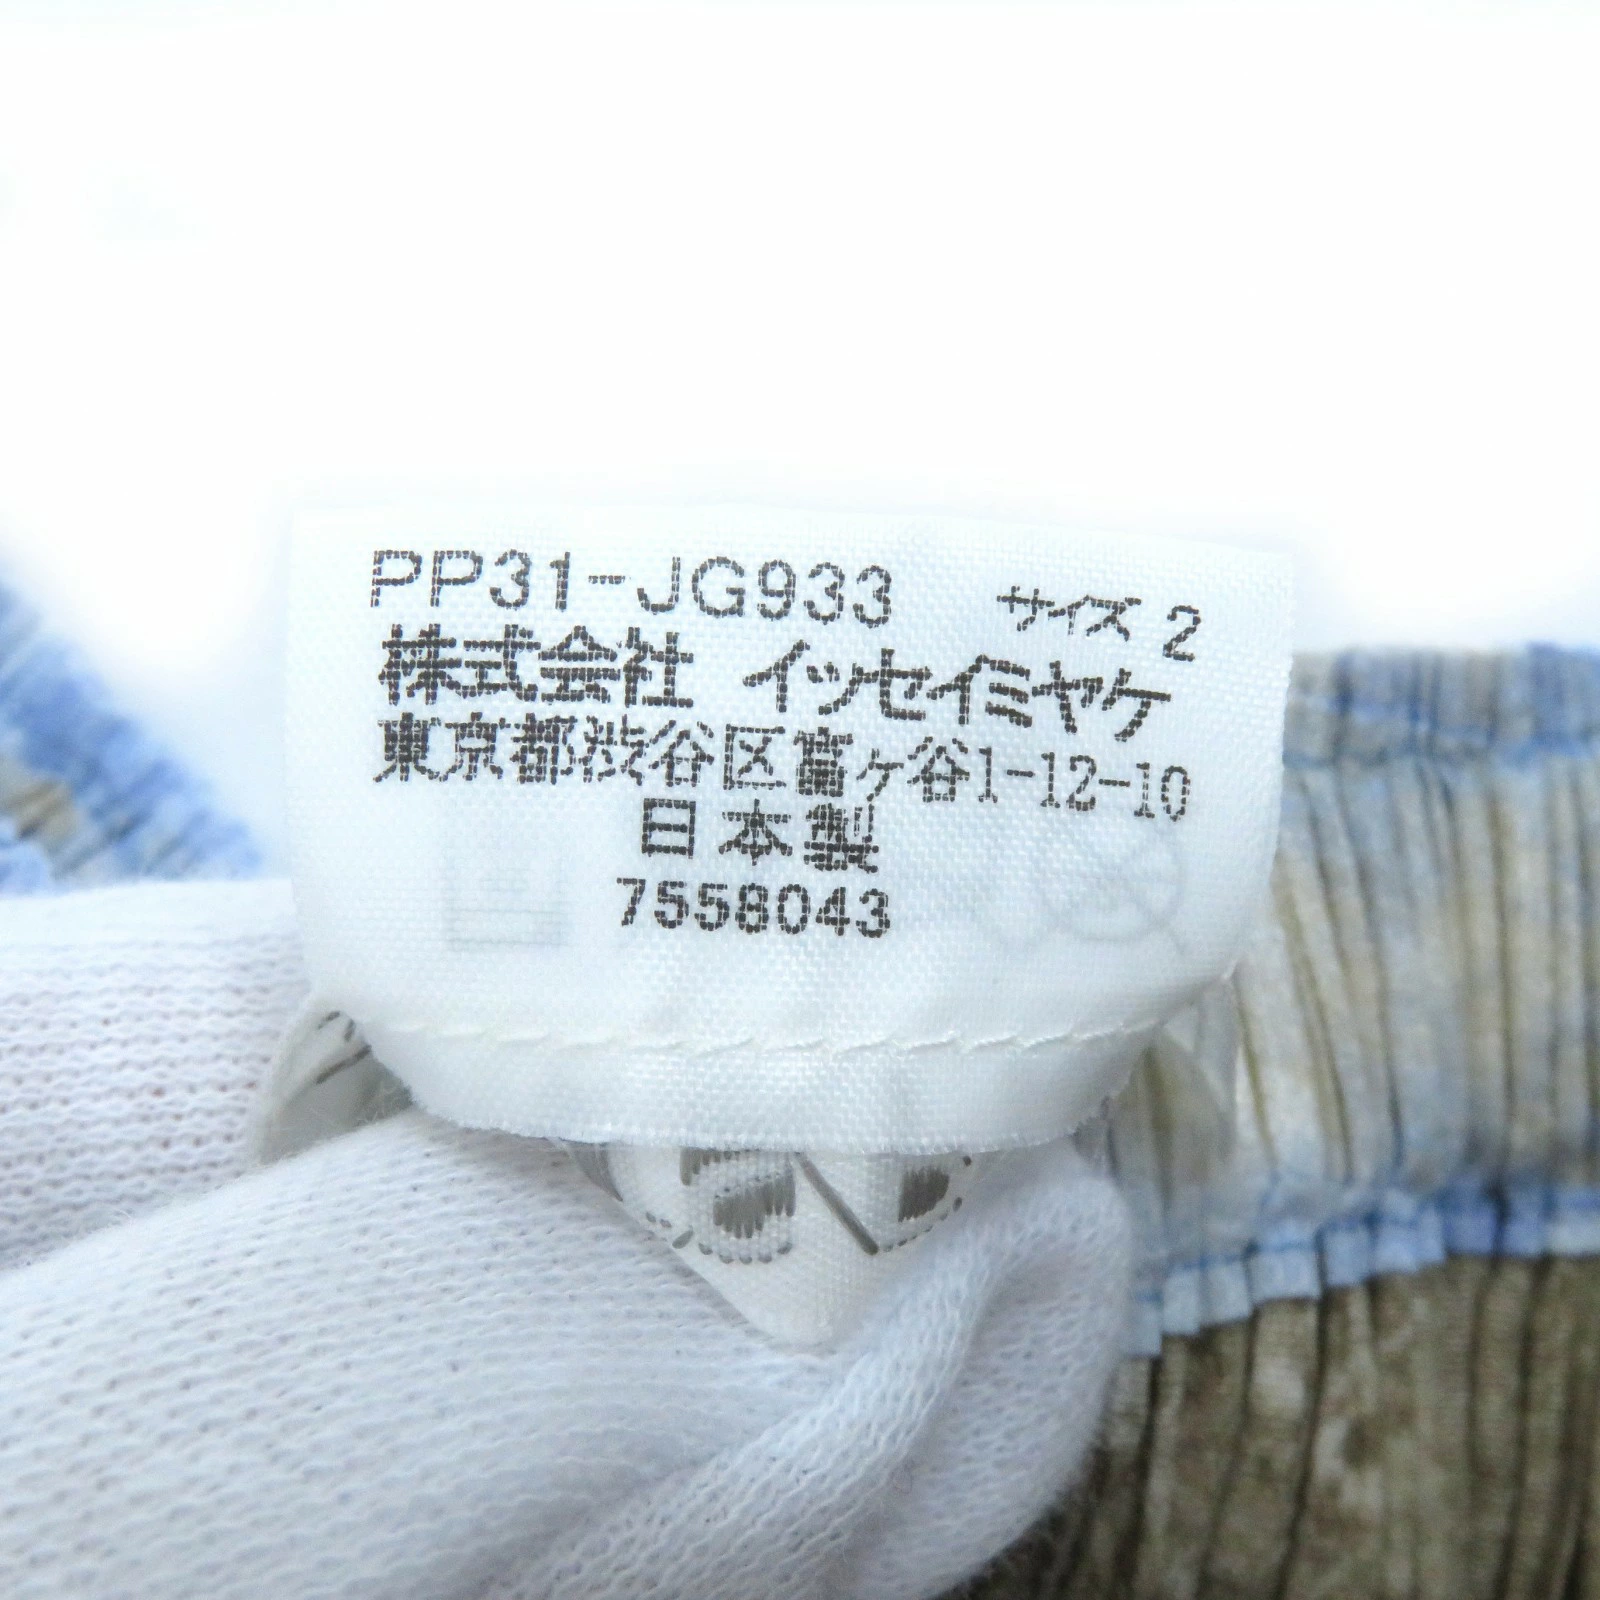 PP31-JG933 サイズ 2
株式会社 イッセイミヤケ
東京都渋谷区富ヶ谷1-12-10
日本製
7558043